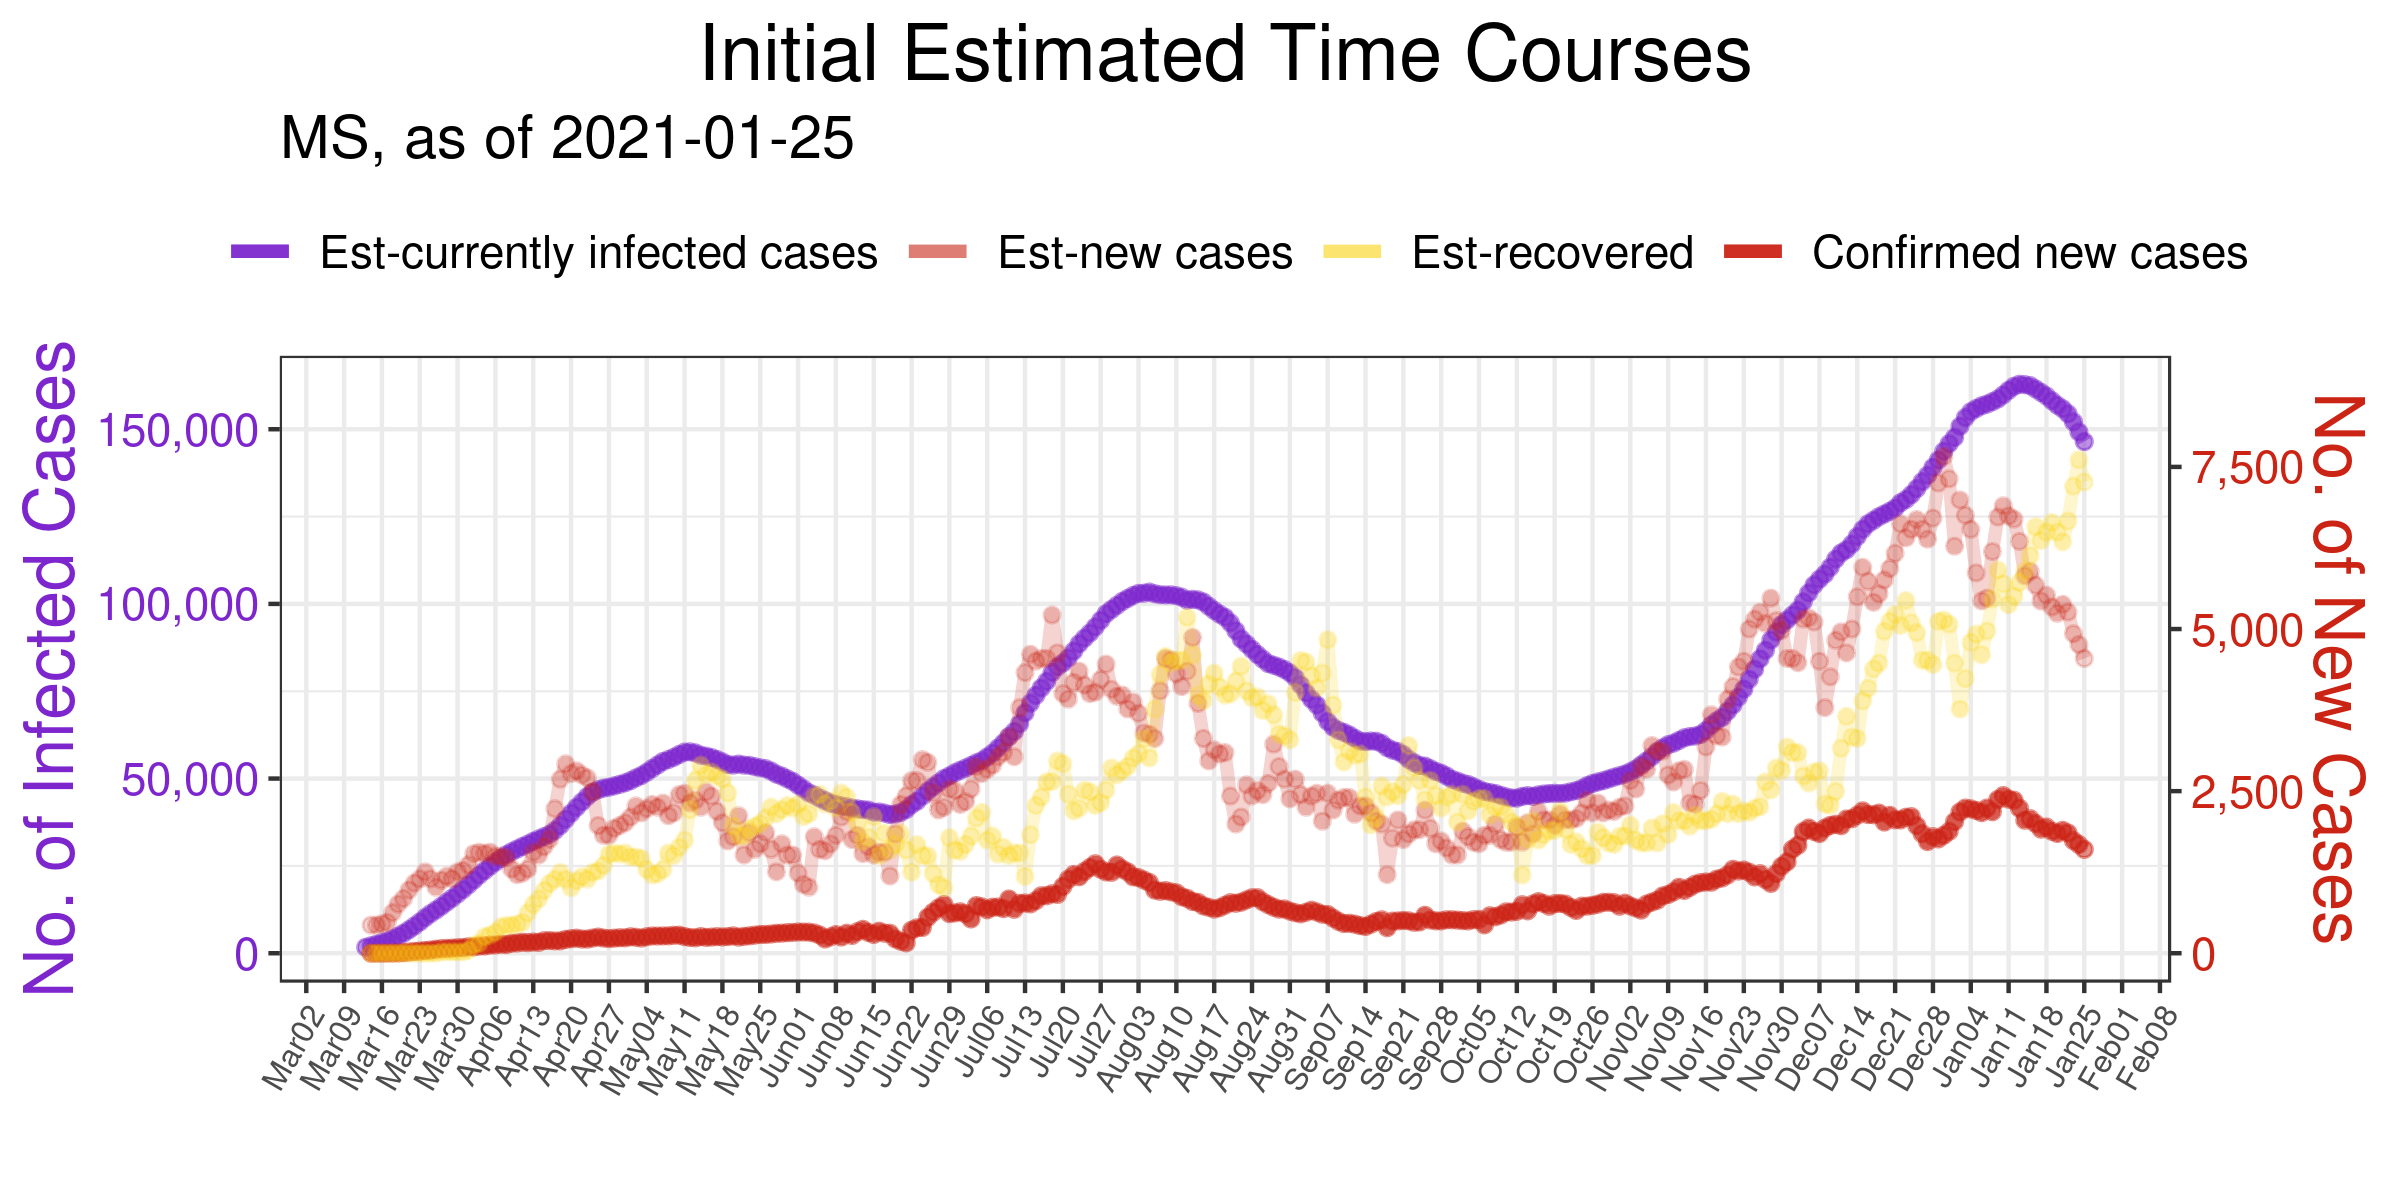 Initial Estimated Time Courses
MS, as of 2021-01-25
Est-currently infected cases
Est-new cases
Est-recovered
Confirmed new cases
No. of Infected Cases
150,000
100,000
50,000
0
7,500
5,000
2,500
0
No. of New Cases
Mar02
Mar09
Mar16
Mar23
Mar30
Apr06
Apr13
Apr20
Apr27
May04
May11
May18
May25
Jun01
Jun08
Jun15
Jun22
Jun29
Jul06
Jul13
Jul20
Jul27
Aug03
Aug10
Aug17
Aug24
Aug31
Sep07
Sep14
Sep21
Sep28
Oct05
Oct12
Oct19
Oct26
Nov02
Nov09
Nov16
Nov23
Nov30
Dec07
Dec14
Dec21
Dec28
Jan04
Jan11
Jan18
Jan25
Feb01
Feb08